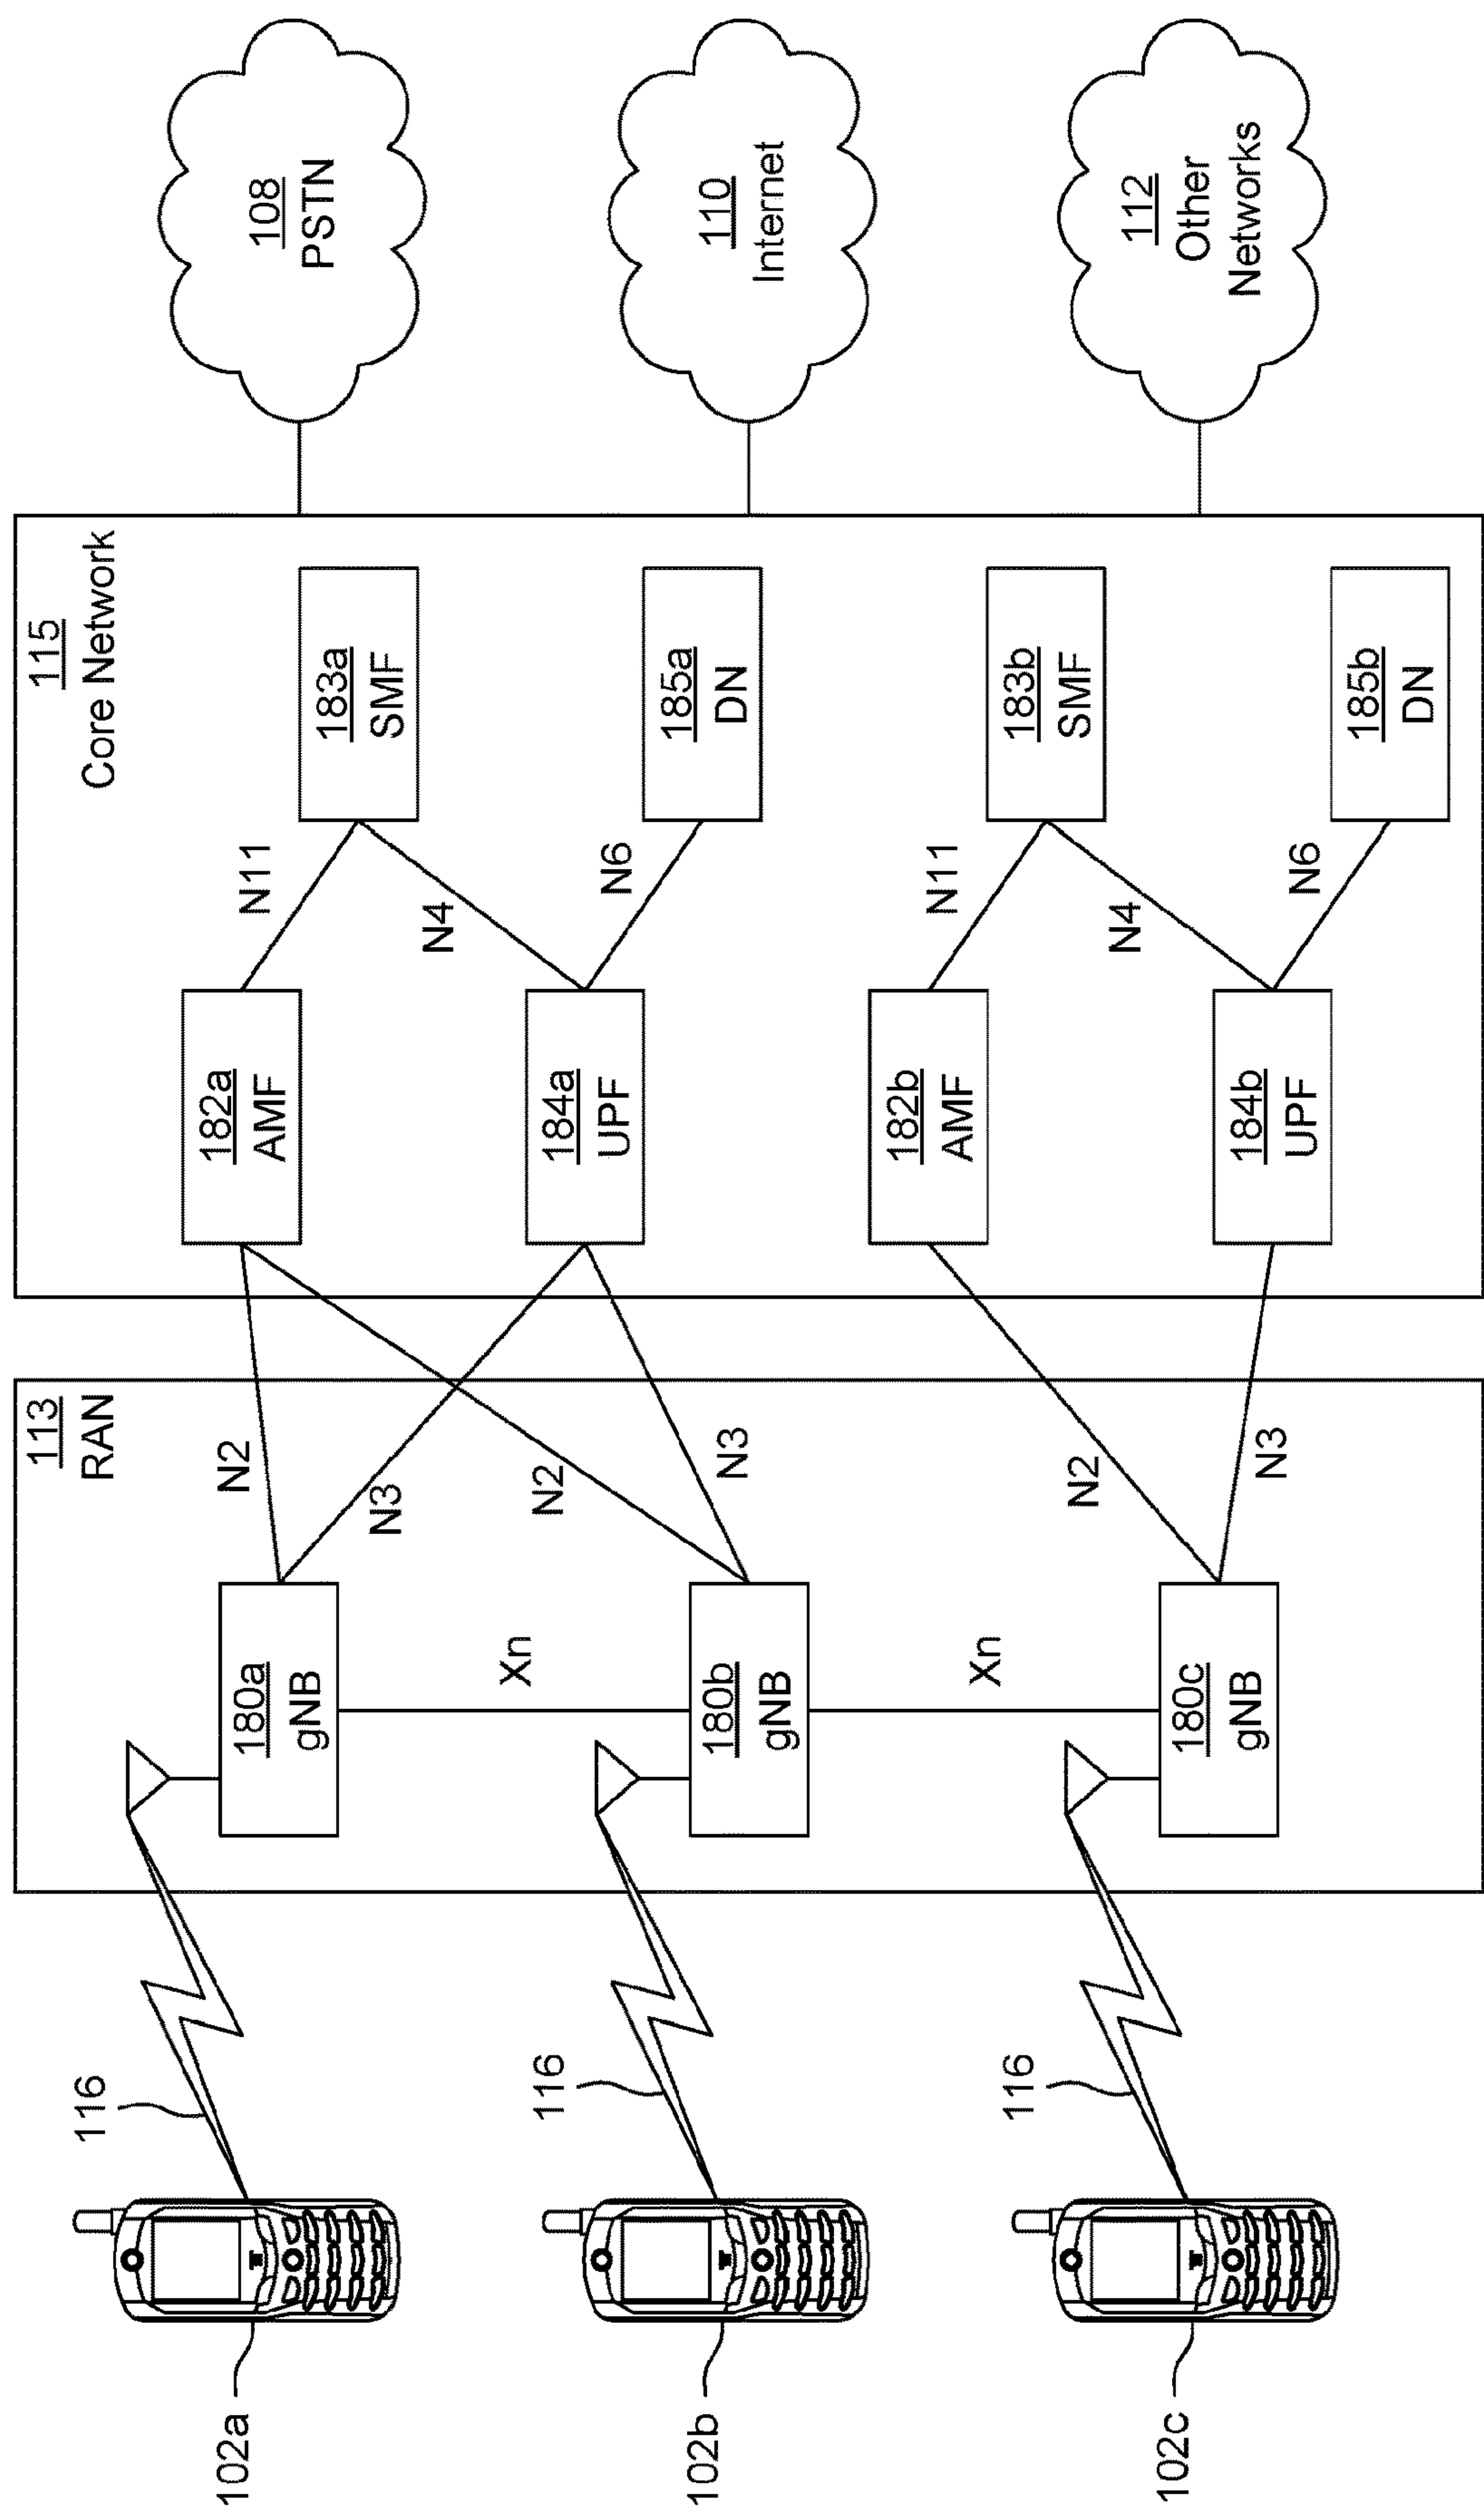 102a
102b
102c
116
116
116
113
RAN
180a
gNB
180b
gNB
180c
gNB
Xn
Xn
N2
N3
N2
N3
N2
N3
115
Core Network
182a
AMF
184a
UPF
182b
AMF
184b
UPF
N11
N4
N6
N11
N4
N6
183a
SMF
185a
DN
183b
SMF
185b
DN
108
PSTN
110
Internet
112
Other
Networks